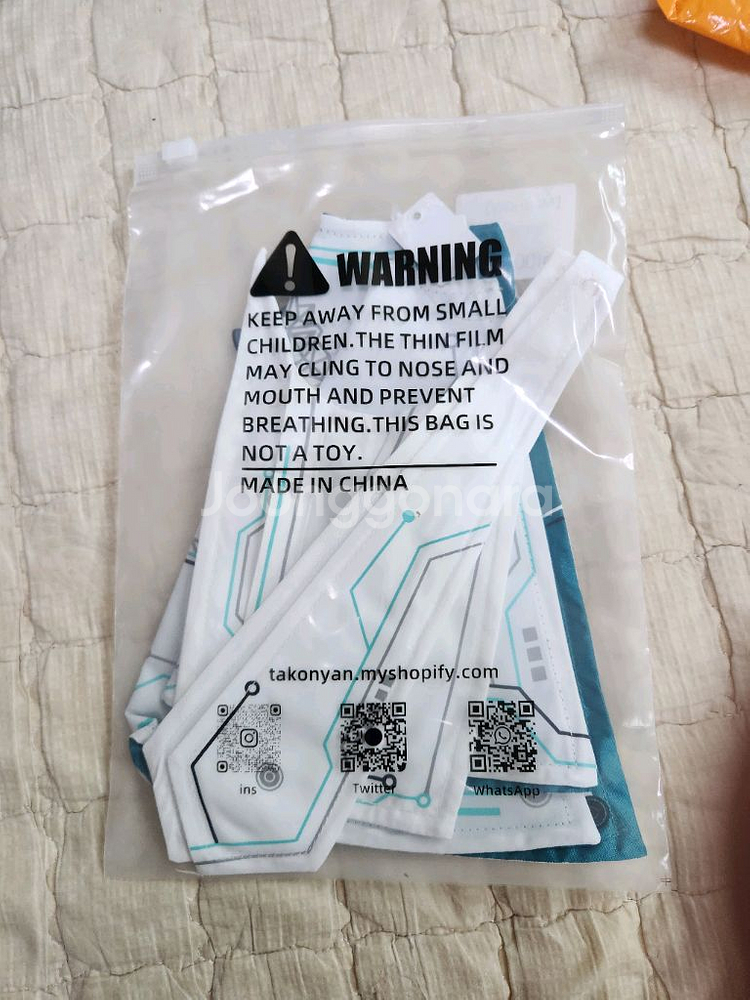 WARNING
KEEP AWAY FROM SMALL
CHILDREN.THE THIN FILM
MAY CLING TO NOSE AND
MOUTH AND PREVENT
BREATHING.THIS BAG IS
NOT A TOY.
MADE IN CHINA
Joonggonara
takonyan.myshopify.com
ins
Twitter
WhatsApp